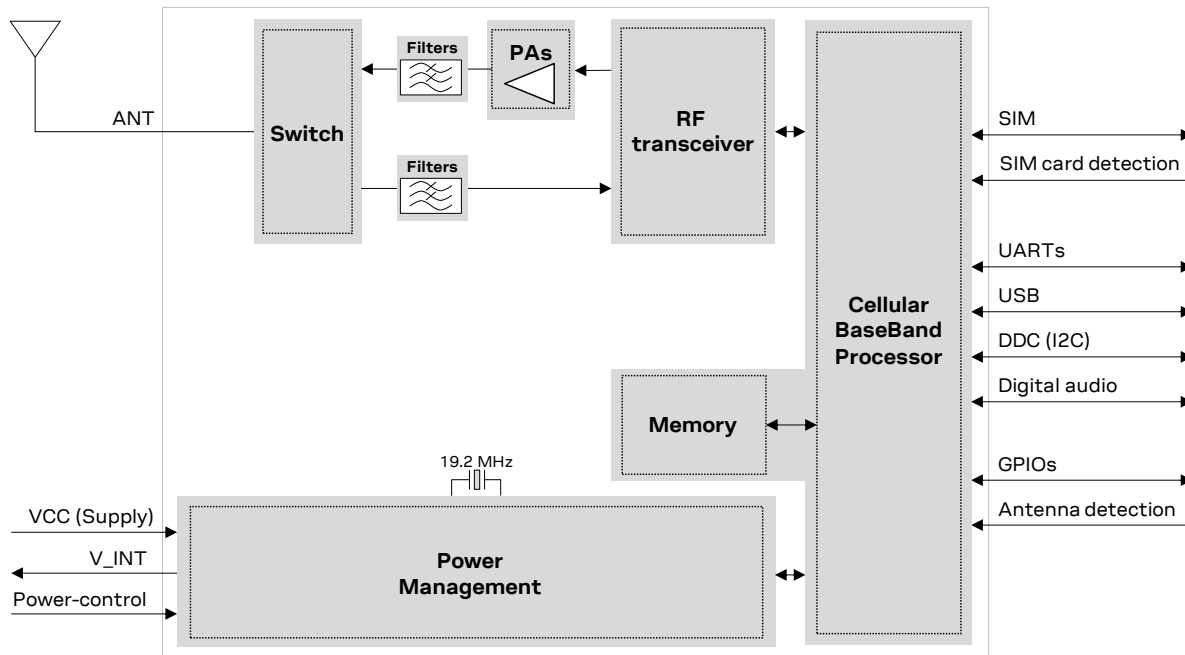 Filters
PAs
ANT
Switch
RF
transceiver
Filters
SIM
SIM card detection
UARTs
USB
DDC (I2C)
Digital audio
GPIOs
Antenna detection
Cellular
BaseBand
Processor
Memory
19.2 MHz
VCC (Supply)
V_INT
Power-control
Power
Management